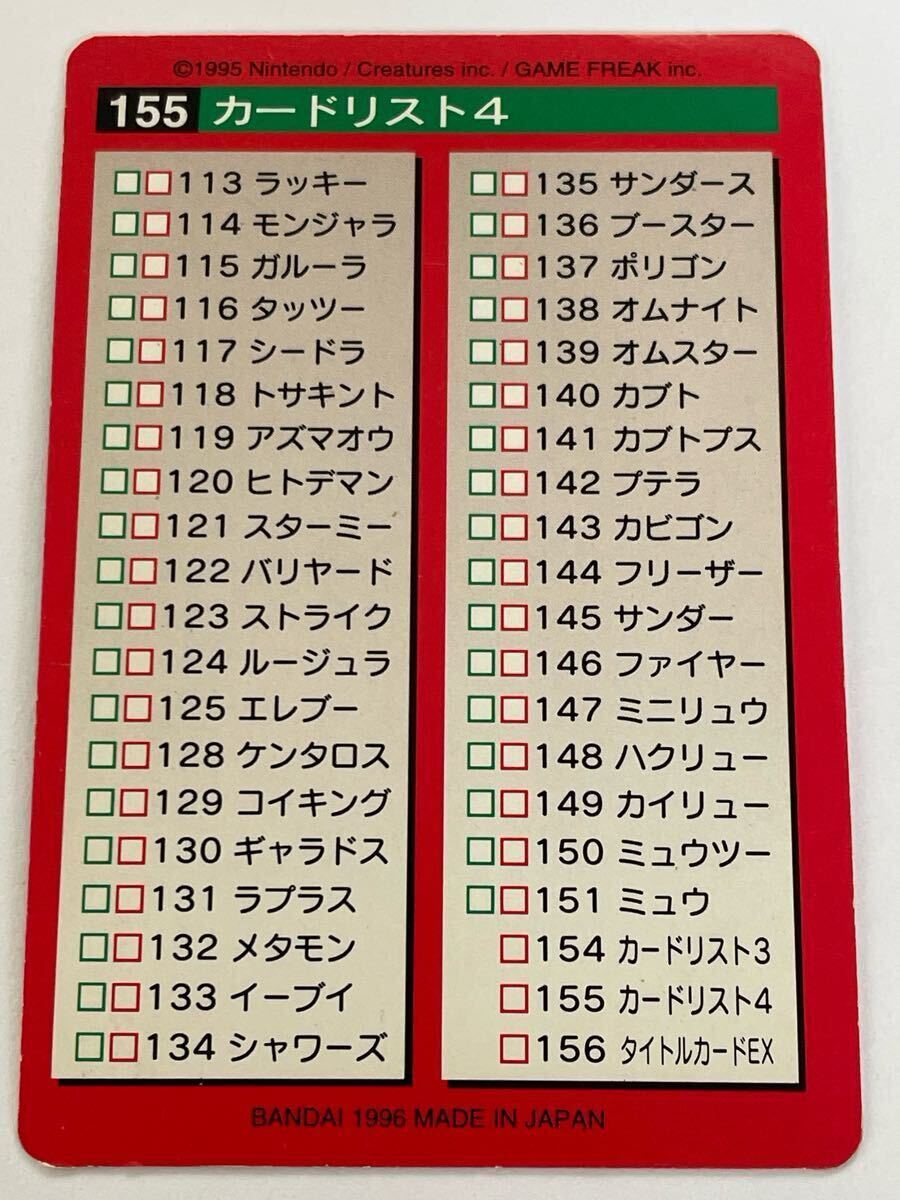 ©1995 Nintendo / Creatures inc. / GAME FREAK inc.
155 カードリスト4
113 ラッキー
114 モンジャラ
115 ガルーラ
116 タッツー
117 シードラ
118 トサキント
119 アズマオウ
120 ヒトデマン
121 スターミー
122 バリヤード
123 ストライク
124 ルージュラ
125 エレブー
128 ケンタロス
129 コイキング
130 ギャラドス
131 ラプラス
132 メタモン
133 イーブイ
134 シャワーズ
135 サンダース
136 ブースター
137 ポリゴン
138 オムナイト
139 オムスター
140 カブト
141 カブトプス
142 プテラ
143 カビゴン
144 フリーザー
145 サンダー
146 ファイヤー
147 ミニリュウ
148 ハクリュー
149 カイリュー
150 ミュウツー
151 ミュウ
154 カードリスト3
155 カードリスト4
156 タイトルカードEX
BANDAI 1996 MADE IN JAPAN